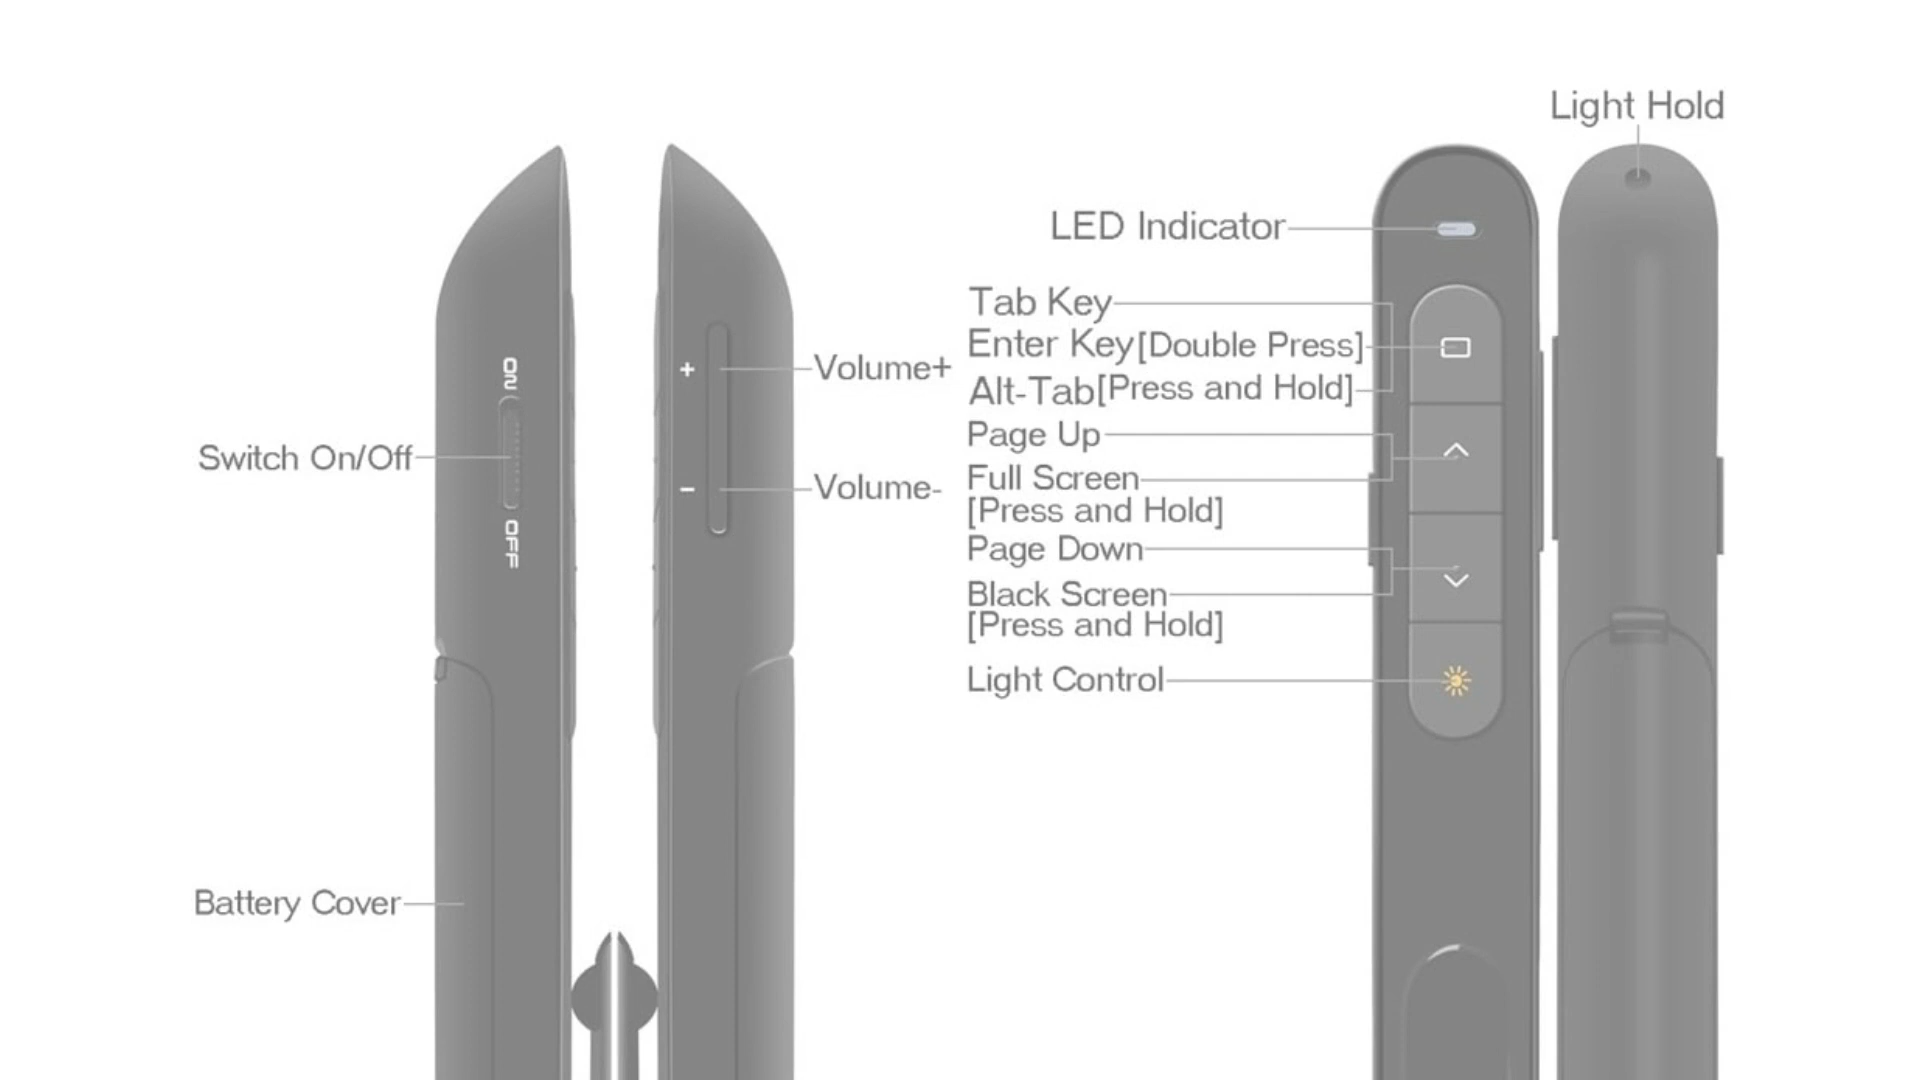 Light Hold
LED Indicator
Tab Key
Enter Key[Double Press]
Alt-Tab[Press and Hold]
Page Up
Full Screen
[Press and Hold]
Page Down
Black Screen
[Press and Hold]
Light Control
ON
OFF
Switch On/Off
+
Volume+
-
Volume-
Battery Cover